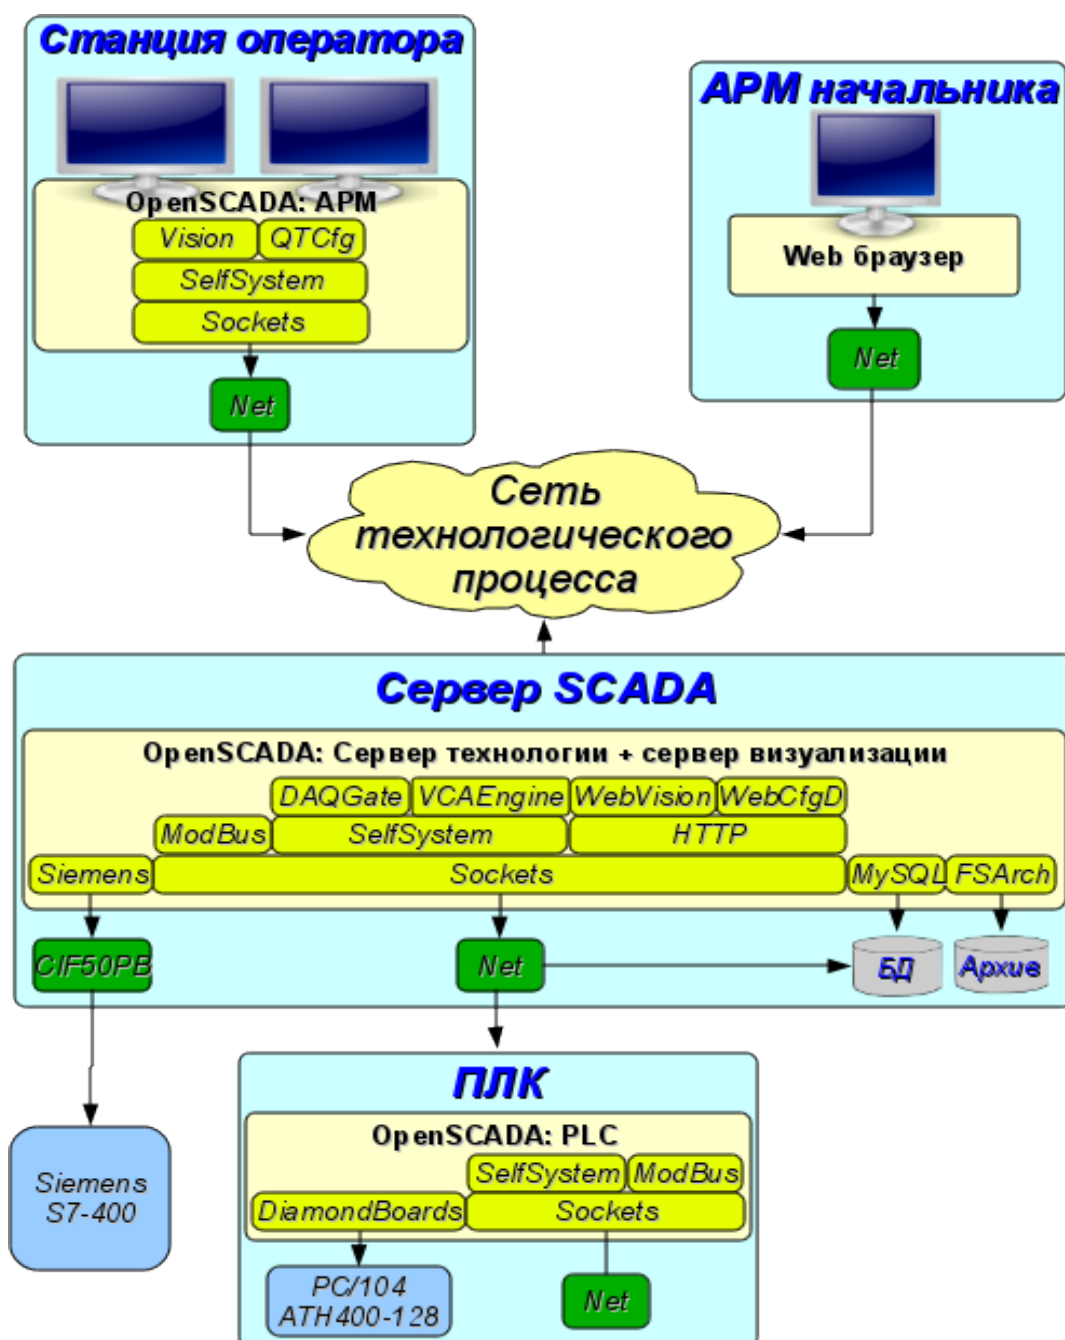 Станция оператора
OpenSCADA: АРМ
Vision QTCfg
SelfSystem
Sockets
Net
АРМ начальника
Web браузер
Net
Сеть
технологического
процесса
Сервер SCADA
OpenSCADA: Сервер технологии + сервер визуализации
DAQGate VCAEngine WebVision WebCfgD
ModBus SelfSystem HTTP
Siemens Sockets MySQL FSArch
CIF50PB Net БД Архив
Siemens
S7-400
ПЛК
OpenSCADA: PLC
SelfSystem ModBus
DiamondBoards Sockets
PC/104
ATH400-128
Net